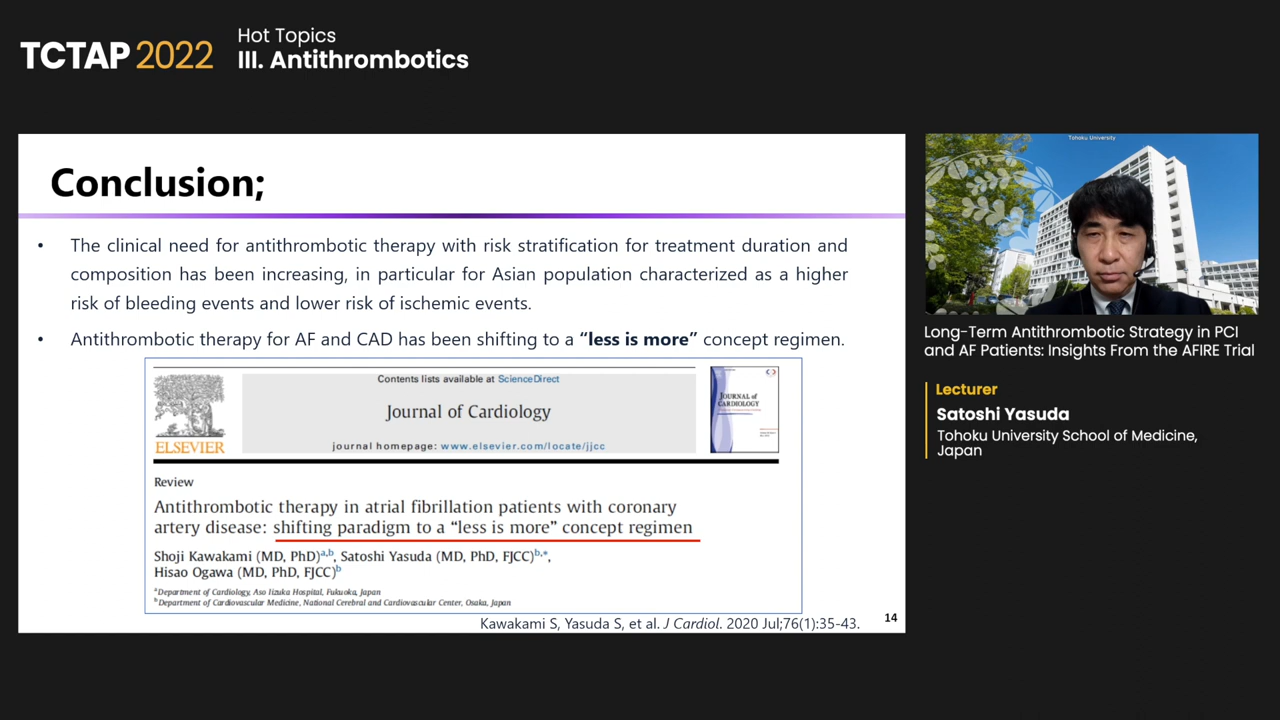 TCTAP 2022
Hot Topics
III. Antithrombotics
Conclusion;
• The clinical need for antithrombotic therapy with risk stratification for treatment duration and
composition has been increasing, in particular for Asian population characterized as a higher
risk of bleeding events and lower risk of ischemic events.
• Antithrombotic therapy for AF and CAD has been shifting to a “less is more” concept regimen.
ELSEVIER
Contents lists available at ScienceDirect
Journal of Cardiology
journal homepage: www.elsevier.com/locate/jjcc
JOURNAL of
CARDIOLOGY
Review
Antithrombotic therapy in atrial fibrillation patients with coronary
artery disease: shifting paradigm to a “less is more” concept regimen
Shoji Kawakami (MD, PhD)a,b, Satoshi Yasuda (MD, PhD, FJCC)b,*,
Hisao Ogawa (MD, PhD, FJCC)b
a Department of Cardiology, Aso Iizuka Hospital, Fukuoka, Japan
b Department of Cardiovascular Medicine, National Cerebral and Cardiovascular Center, Osaka, Japan
Kawakami S, Yasuda S, et al. J Cardiol. 2020 Jul;76(1):35-43.
14
Tohoku University
Long-Term Antithrombotic Strategy in PCI
and AF Patients: Insights From the AFIRE Trial
Lecturer
Satoshi Yasuda
Tohoku University School of Medicine,
Japan